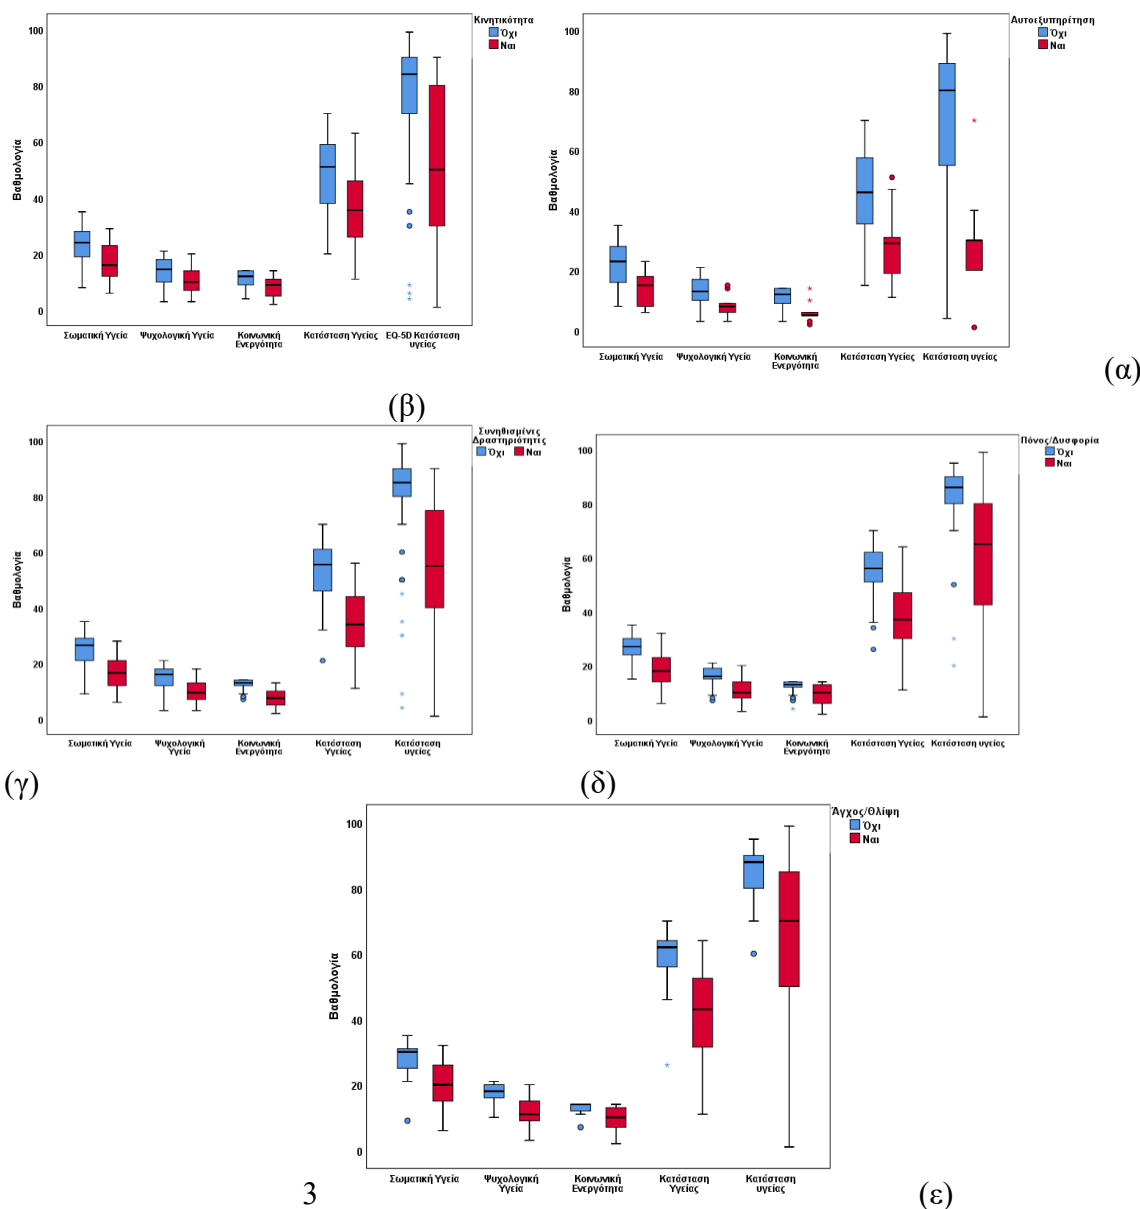 Κινητικότητα
Όχι
Ναι
Βαθμολογία
100
80
60
40
20
0
Σωματική Υγεία
Ψυχολογική Υγεία
Κοινωνική
Ενεργότητα
Κατάσταση Υγείας
EQ-5D Κατάσταση
υγείας
Αυτοεξυπηρέτηση
Όχι
Ναι
Βαθμολογία
100
80
60
40
20
0
Σωματική Υγεία
Ψυχολογική Υγεία
Κοινωνική
Ενεργότητα
Κατάσταση Υγείας
Κατάσταση υγείας
(α)
(β)
Συνηθισμένες
Δραστηριότητες
Όχι Ναι
Βαθμολογία
100
80
60
40
20
0
Σωματική Υγεία
Ψυχολογική
Υγεία
Κοινωνική
Ενεργότητα
Κατάσταση
Υγείας
Κατάσταση
υγείας
Πόνος/Δυσφορία
Όχι
Ναι
Βαθμολογία
100
80
60
40
20
0
Σωματική Υγεία
Ψυχολογική Υγεία
Κοινωνική
Ενεργότητα
Κατάσταση Υγείας
Κατάσταση υγείας
(γ)
(δ)
Άγχος/Θλίψη
Όχι
Ναι
Βαθμολογία
100
80
60
40
20
0
Σωματική Υγεία
Ψυχολογική
Υγεία
Κοινωνική
Ενεργότητα
Κατάσταση
Υγείας
Κατάσταση
υγείας
3
(ε)